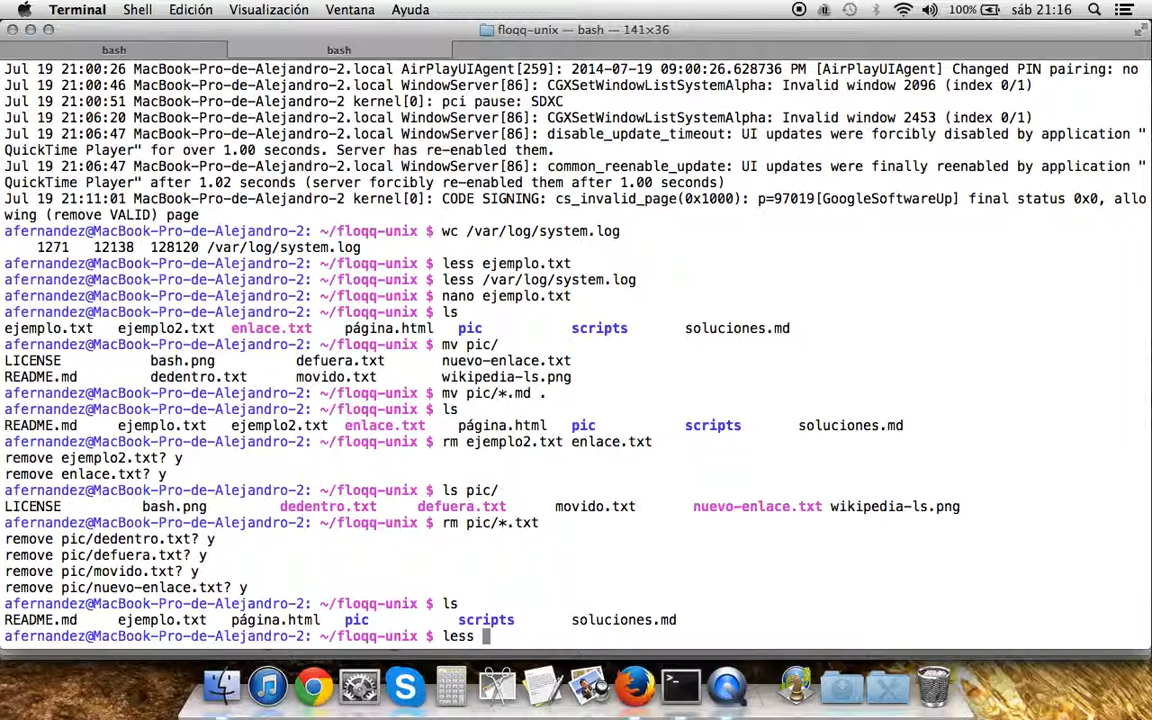 Terminal Shell Edición Visualización Ventana Ayuda 100% sáb 21:16
floqq-unix — bash — 141×36
bash bash
Jul 19 21:00:26 MacBook-Pro-de-Alejandro-2.local AirPlayUIAgent[259]: 2014-07-19 09:00:26.628736 PM [AirPlayUIAgent] Changed PIN pairing: no
Jul 19 21:00:46 MacBook-Pro-de-Alejandro-2.local WindowServer[86]: CGXSetWindowListSystemAlpha: Invalid window 2096 (index 0/1)
Jul 19 21:00:51 MacBook-Pro-de-Alejandro-2 kernel[0]: pci pause: SDXC
Jul 19 21:06:20 MacBook-Pro-de-Alejandro-2.local WindowServer[86]: CGXSetWindowListSystemAlpha: Invalid window 2453 (index 0/1)
Jul 19 21:06:47 MacBook-Pro-de-Alejandro-2.local WindowServer[86]: disable_update_timeout: UI updates were forcibly disabled by application "
QuickTime Player" for over 1.00 seconds. Server has re-enabled them.
Jul 19 21:06:47 MacBook-Pro-de-Alejandro-2.local WindowServer[86]: common_reenable_update: UI updates were finally reenabled by application "
QuickTime Player" after 1.02 seconds (server forcibly re-enabled them after 1.00 seconds)
Jul 19 21:11:01 MacBook-Pro-de-Alejandro-2 kernel[0]: CODE SIGNING: cs_invalid_page(0x1000): p=97019[GoogleSoftwareUp] final status 0x0, allo
wing (remove VALID) page
afernandez@MacBook-Pro-de-Alejandro-2: ~/floqq-unix $ wc /var/log/system.log
1271 12138 128120 /var/log/system.log
afernandez@MacBook-Pro-de-Alejandro-2: ~/floqq-unix $ less ejemplo.txt
afernandez@MacBook-Pro-de-Alejandro-2: ~/floqq-unix $ less /var/log/system.log
afernandez@MacBook-Pro-de-Alejandro-2: ~/floqq-unix $ nano ejemplo.txt
afernandez@MacBook-Pro-de-Alejandro-2: ~/floqq-unix $ ls
ejemplo.txt ejemplo2.txt enlace.txt página.html pic scripts soluciones.md
afernandez@MacBook-Pro-de-Alejandro-2: ~/floqq-unix $ mv pic/
LICENSE bash.png defuera.txt nuevo-enlace.txt
README.md dedentro.txt movido.txt wikipedia-ls.png
afernandez@MacBook-Pro-de-Alejandro-2: ~/floqq-unix $ mv pic/*.md .
afernandez@MacBook-Pro-de-Alejandro-2: ~/floqq-unix $ ls
README.md ejemplo.txt ejemplo2.txt enlace.txt página.html pic scripts soluciones.md
afernandez@MacBook-Pro-de-Alejandro-2: ~/floqq-unix $ rm ejemplo2.txt enlace.txt
remove ejemplo2.txt? y
remove enlace.txt? y
afernandez@MacBook-Pro-de-Alejandro-2: ~/floqq-unix $ ls pic/
LICENSE bash.png dedentro.txt defuera.txt movido.txt nuevo-enlace.txt wikipedia-ls.png
afernandez@MacBook-Pro-de-Alejandro-2: ~/floqq-unix $ rm pic/*.txt
remove pic/dedentro.txt? y
remove pic/defuera.txt? y
remove pic/movido.txt? y
remove pic/nuevo-enlace.txt? y
afernandez@MacBook-Pro-de-Alejandro-2: ~/floqq-unix $ ls
README.md ejemplo.txt página.html pic scripts soluciones.md
afernandez@MacBook-Pro-de-Alejandro-2: ~/floqq-unix $ less